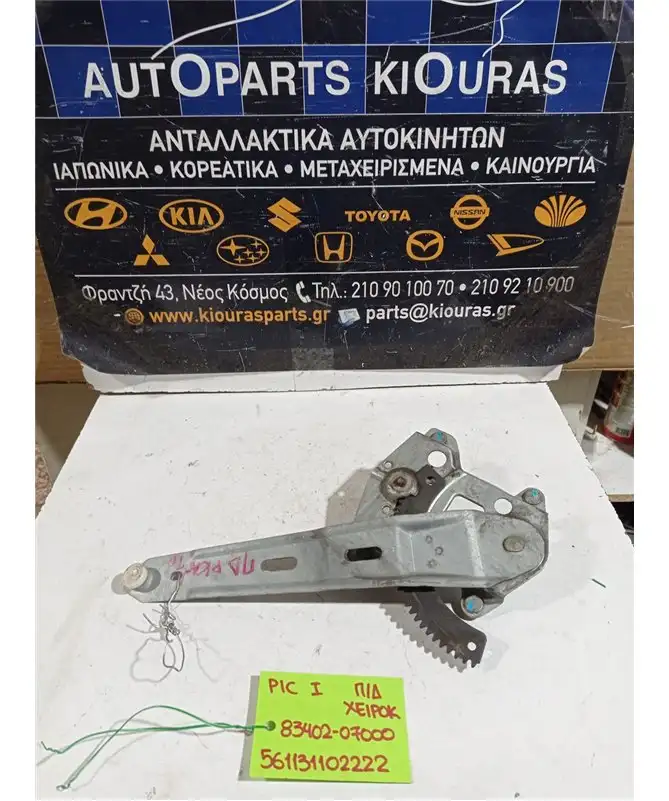 AUTOPARTS KIOURAS
ΑΝΤΑΛΛΑΚΤΙΚΑ ΑΥΤΟΚΙΝΗΤΩΝ
ΙΑΠΩΝΙΚΑ • ΚΟΡΕΑΤΙΚΑ • ΜΕΤΑΧΕΙΡΙΣΜΕΝΑ • ΚΑΙΝΟΥΡΓΙΑ
KIA
TOYOTA
NISSAN
Φραντζή 43, Νέος Κόσμος Τηλ.: 210 90 100 70 • 210 92 10 900
www.kiourasparts.gr parts@kiouras.gr
ΠΔ
PIC I Π/Δ
ΧΕΙΡΟΚ
83402-07000
561131102222